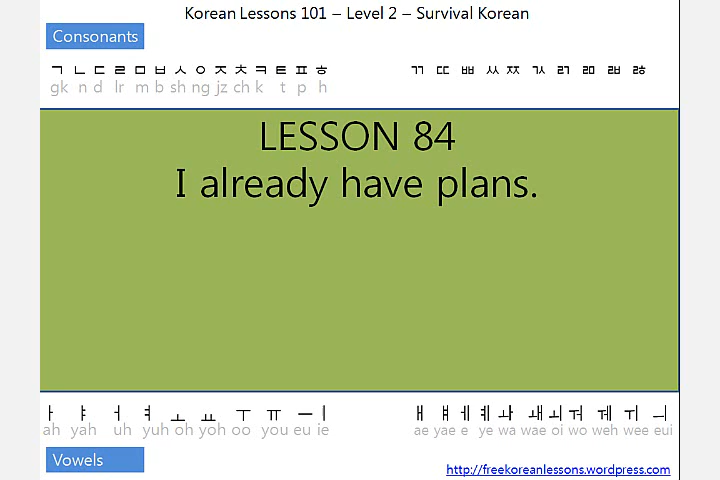 Korean Lessons 101 – Level 2 – Survival Korean
Consonants
ㄱ ㄴ ㄷ ㄹ ㅁ ㅂ ㅅ ㅇ ㅈ ㅊ ㅋ ㅌ ㅍ ㅎ ㄲ ㄸ ㅃ ㅆ ㅉ ㄳ ㄺ ㄻ ㄼ ㅀ
gk n d lr m b sh ng jz ch k t p h
LESSON 84
I already have plans.
ㅏ ㅑ ㅓ ㅕ ㅗ ㅛ ㅜ ㅠ ㅡ ㅣ ㅐ ㅒ ㅔ ㅖ ㅘ ㅙ ㅚ ㅝ ㅞ ㅟ ㅢ
ah yah uh yuh oh yoh oo you eu ie ae yae e ye wa wae oi wo weh wee eui
Vowels
http://freekoreanlessons.wordpress.com